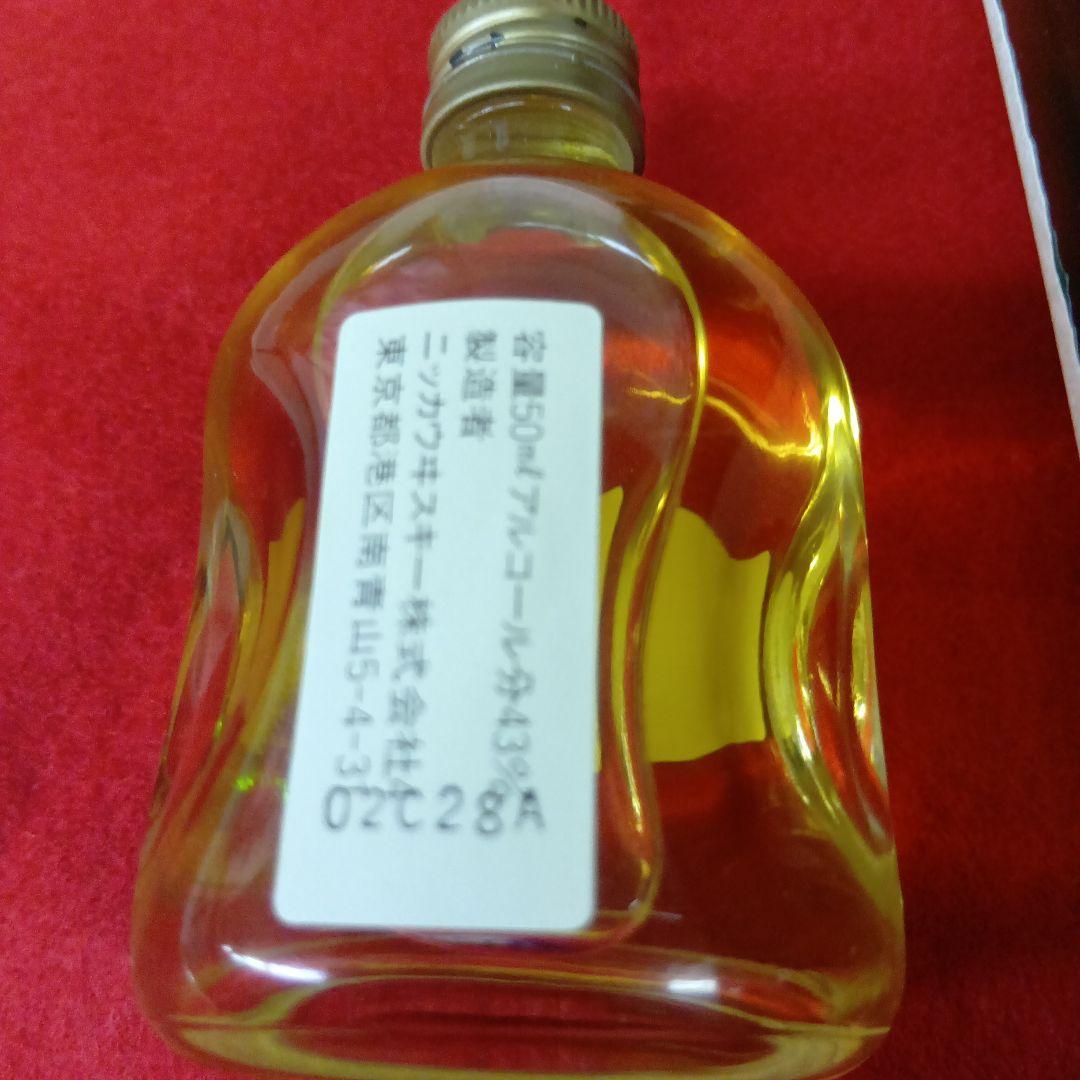 容量50mlアルコール分43%
製造者
ニッカウヰスキー株式会社
東京都港区南青山5-4-31
02C28A